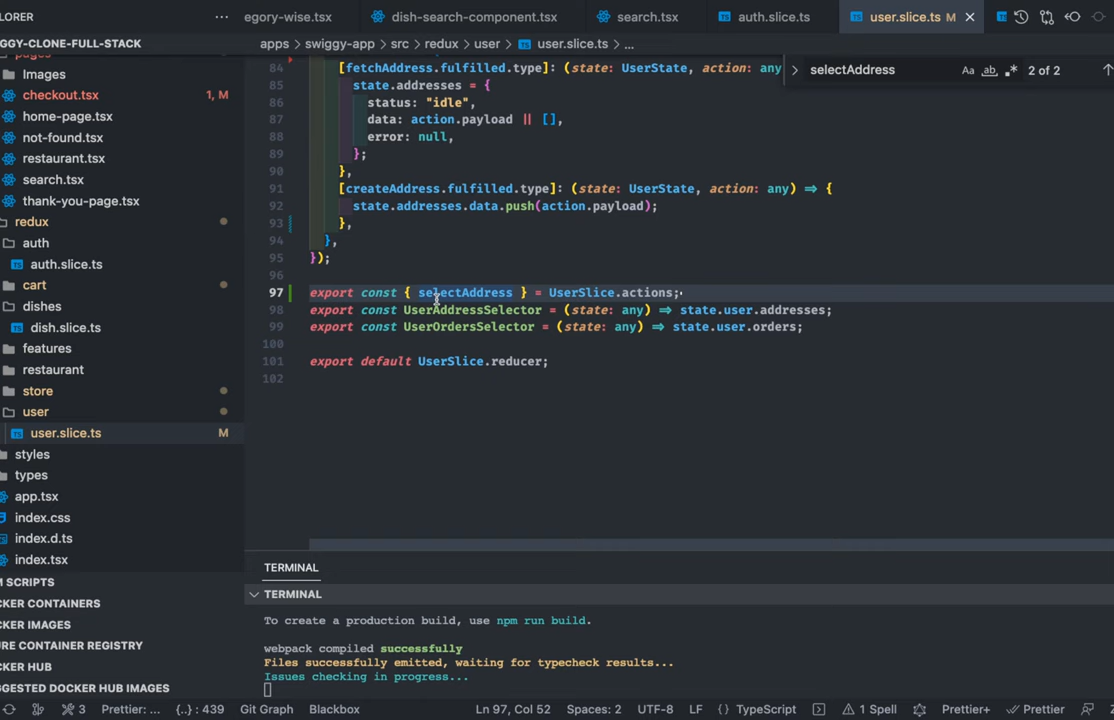 LORER
...
egory-wise.tsx
dish-search-component.tsx
search.tsx
auth.slice.ts
user.slice.ts M
GGY-CLONE-FULL-STACK
apps > swiggy-app > src > redux > user > user.slice.ts > ...
selectAddress
Aa ab 2 of 2
pages
Images
checkout.tsx 1, M
home-page.tsx
not-found.tsx
restaurant.tsx
search.tsx
thank-you-page.tsx
redux
auth
auth.slice.ts
cart
dishes
dish.slice.ts
features
restaurant
store
user
user.slice.ts M
styles
types
app.tsx
index.css
index.d.ts
index.tsx
M SCRIPTS
CKER CONTAINERS
CKER IMAGES
URE CONTAINER REGISTRY
CKER HUB
GGESTED DOCKER HUB IMAGES
84 [fetchAddress.fulfilled.type]: (state: UserState, action: any
85 state.addresses = {
86 status: "idle",
87 data: action.payload || [],
88 error: null,
89 };
90 },
91 [createAddress.fulfilled.type]: (state: UserState, action: any) ⇒ {
92 state.addresses.data.push(action.payload);
93 },
94 },
95 });
96
97 export const { selectAddress } = UserSlice.actions;
98 export const UserAddressSelector = (state: any) ⇒ state.user.addresses;
99 export const UserOrdersSelector = (state: any) ⇒ state.user.orders;
100
101 export default UserSlice.reducer;
102
TERMINAL
TERMINAL
To create a production build, use npm run build.
webpack compiled successfully
Files successfully emitted, waiting for typecheck results...
Issues checking in progress...
3 Prettier: ... {..} : 439 Git Graph Blackbox Ln 97, Col 52 Spaces: 2 UTF-8 LF {} TypeScript 1 Spell Prettier+ Prettier